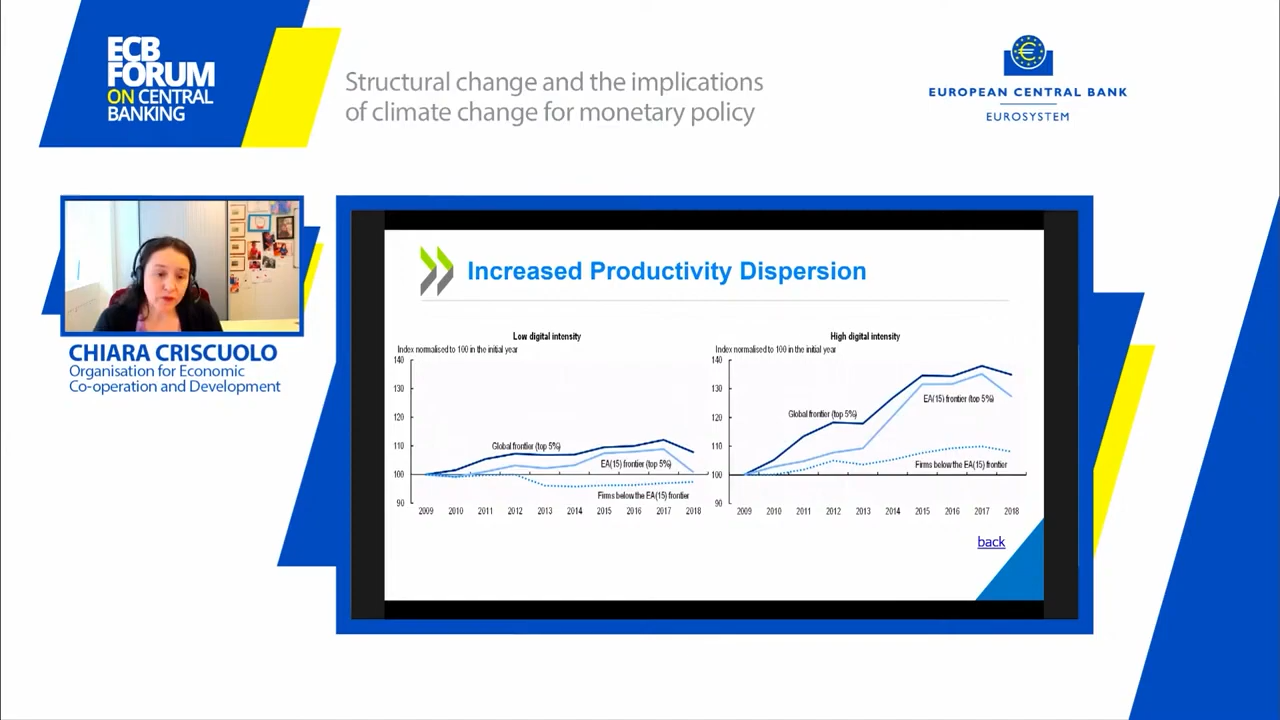 ECB
FORUM
ON CENTRAL
BANKING
Structural change and the implications
of climate change for monetary policy
EUROPEAN CENTRAL BANK
EUROSYSTEM
CHIARA CRISCUOLO
Organisation for Economic
Co-operation and Development
Increased Productivity Dispersion
Low digital intensity
Index normalised to 100 in the initial year
140
130
120
110
100
90
Global frontier (top 5%)
EA(15) frontier (top 5%)
Firms below the EA(15) frontier
2009 2010 2011 2012 2013 2014 2015 2016 2017 2018
High digital intensity
Index normalised to 100 in the initial year
140
130
120
110
100
90
Global frontier (top 5%)
EA(15) frontier (top 5%)
Firms below the EA(15) frontier
2009 2010 2011 2012 2013 2014 2015 2016 2017 2018
back